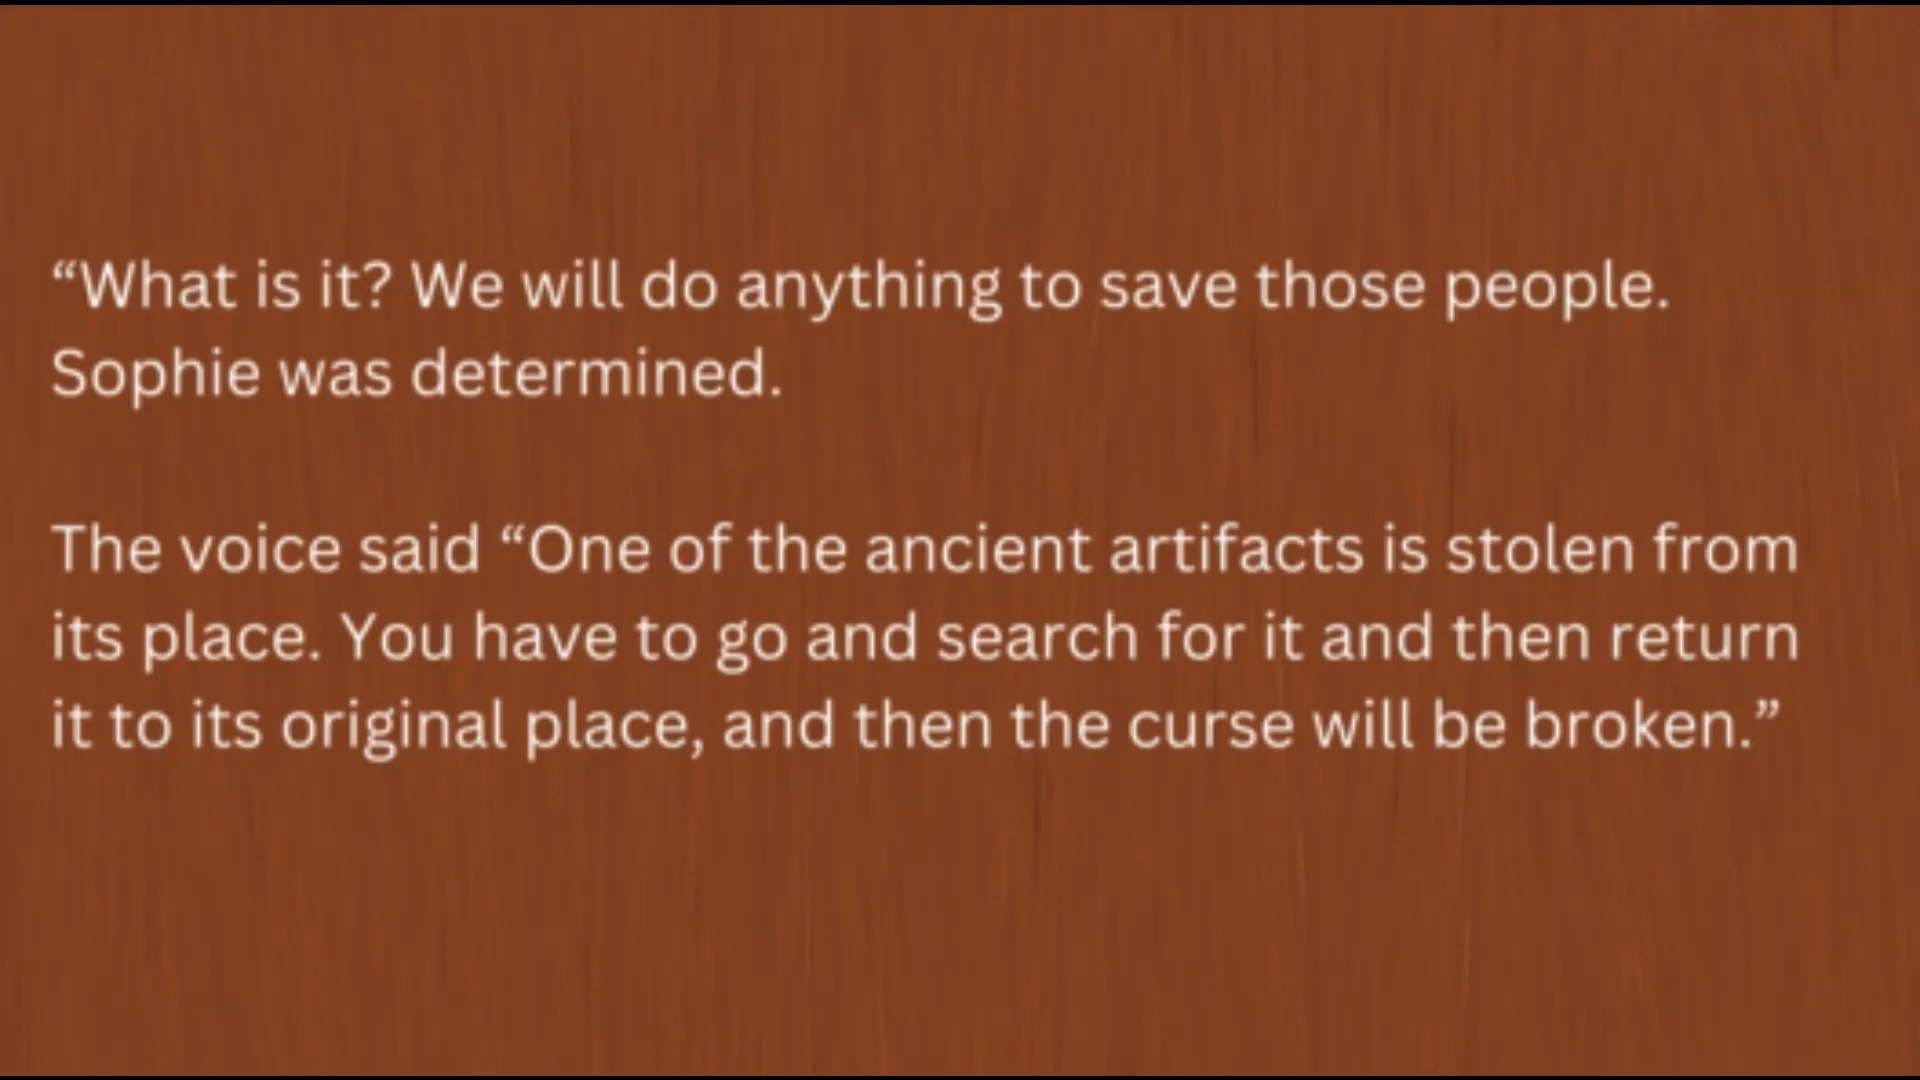 “What is it? We will do anything to save those people.
Sophie was determined.
The voice said “One of the ancient artifacts is stolen from
its place. You have to go and search for it and then return
it to its original place, and then the curse will be broken.”